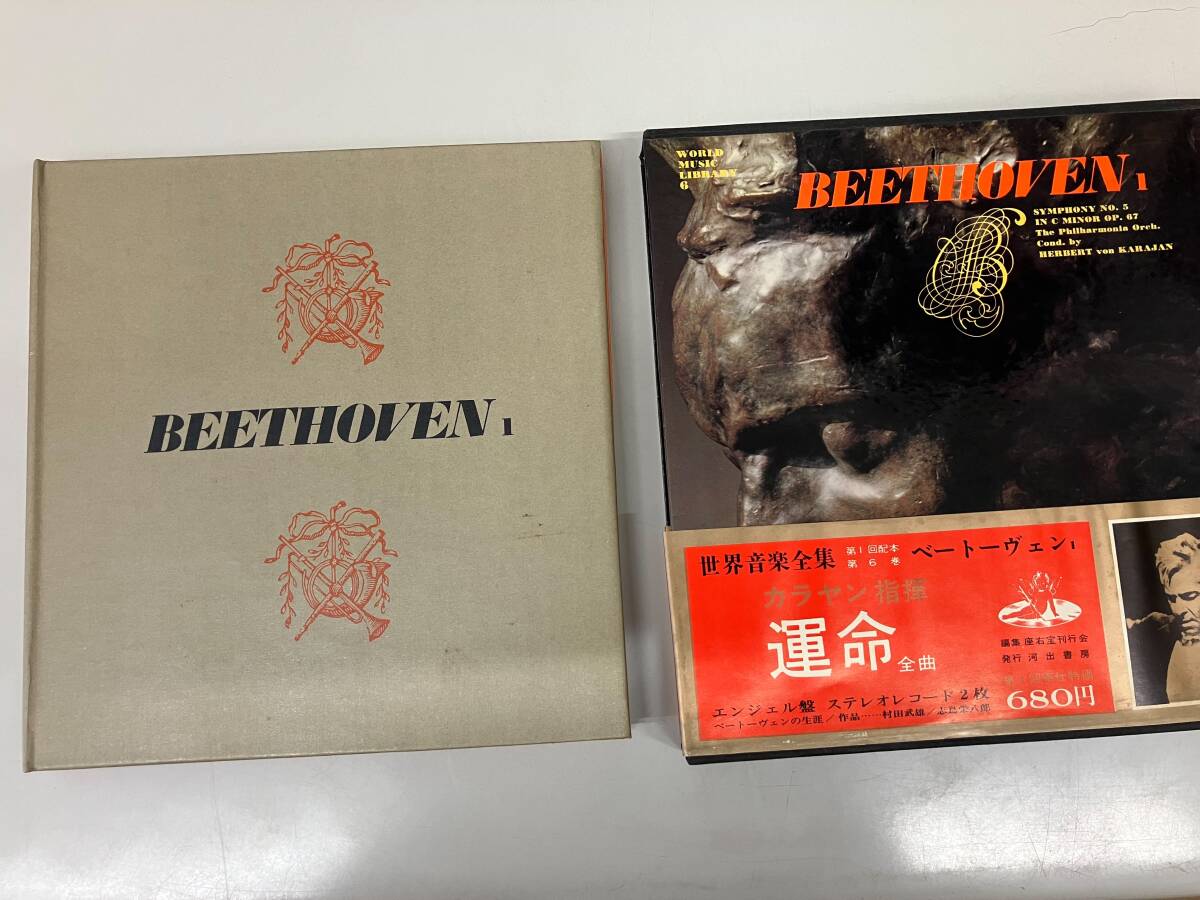 BEETHOVEN 1
WORLD
MUSIC
LIBRARY
6
BEETHOVEN 1
SYMPHONY NO. 5
IN C MINOR OP. 67
The Philharmonia Orch.
Cond. by
HERBERT von KARAJAN
世界音楽全集 第1回配本 第6巻 ベートーヴェン1
カラヤン指揮
運命 全曲
編集 座右宝刊行会
発行 河出書房
680円
エンジェル盤 ステレオレコード2枚
ベートーヴェンの生涯/作品……村田武雄/志鳥栄八郎